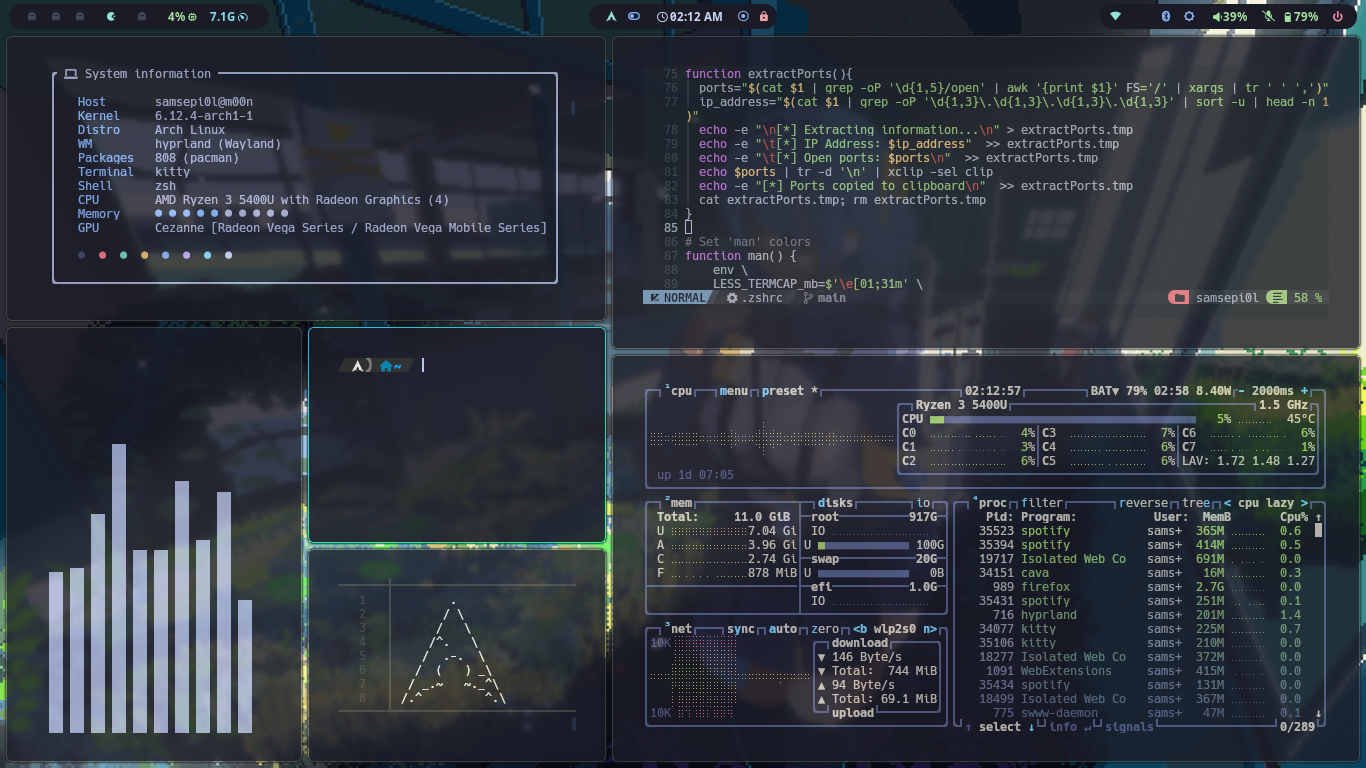 4% 7.1G 02:12 AM 39% 79%
System information
Host samsepi0l@m00n
Kernel 6.12.4-arch1-1
Distro Arch Linux
WM hyprland (Wayland)
Packages 808 (pacman)
Terminal kitty
Shell zsh
CPU AMD Ryzen 3 5400U with Radeon Graphics (4)
Memory
GPU Cezanne [Radeon Vega Series / Radeon Vega Mobile Series]
75 function extractPorts(){
76 ports="$(cat $1 | grep -oP '\d{1,5}/open' | awk '{print $1}' FS='/' | xargs | tr ' ' ',')"
77 ip_address="$(cat $1 | grep -oP '\d{1,3}\.\d{1,3}\.\d{1,3}\.\d{1,3}' | sort -u | head -n 1
)"
78 echo -e "\n[*] Extracting information...\n" > extractPorts.tmp
79 echo -e "\t[*] IP Address: $ip_address"  >> extractPorts.tmp
80 echo -e "\t[*] Open ports: $ports\n"  >> extractPorts.tmp
81 echo $ports | tr -d '\n' | xclip -sel clip
82 echo -e "[*] Ports copied to clipboard\n"  >> extractPorts.tmp
83 cat extractPorts.tmp; rm extractPorts.tmp
84 }
85
86 # Set 'man' colors
87 function man() {
88 env \
89 LESS_TERMCAP_mb=$'\e[01;31m' \
NORMAL .zshrc main samsepi0l 58 %
~
1
2
3
4
5
6
7
8
¹cpu menu preset * 02:12:57 BAT▼ 79% 02:58 8.40W - 2000ms +
Ryzen 3 5400U 1.5 GHz
CPU 5% 45°C
C0 4% C3 7% C6 6%
C1 3% C4 6% C7 1%
C2 6% C5 6% LAV: 1.72 1.48 1.27
up 1d 07:05
²mem disks io
Total: 11.0 GiB
U 7.04 Gi
A 3.96 Gi
C 2.74 Gi
F 878 MiB
root 917G
IO
U 100G
swap 20G
U 0B
efi 1.0G
IO
³net sync auto zero <b wlp2s0 n>
10K
10K
download
▼ 146 Byte/s
▼ Total: 744 MiB
▲ 94 Byte/s
▲ Total: 69.1 MiB
upload
⁴proc filter reverse tree < cpu lazy >
Pid: Program: User: MemB Cpu% ↑
35523 spotify sams+ 365M 0.6
35394 spotify sams+ 414M 0.5
19717 Isolated Web Co sams+ 691M 0.0
34151 cava sams+ 16M 0.3
989 firefox sams+ 2.7G 0.0
35431 spotify sams+ 251M 0.1
716 hyprland sams+ 201M 1.4
34077 kitty sams+ 225M 0.7
35106 kitty sams+ 210M 0.0
18277 Isolated Web Co sams+ 372M 0.0
1091 WebExtensions sams+ 415M 0.0
35434 spotify sams+ 131M 0.0
18499 Isolated Web Co sams+ 367M 0.0
775 swww-daemon sams+ 47M 0.1 ↓
↑ select ↓ info ↵ signals 0/289